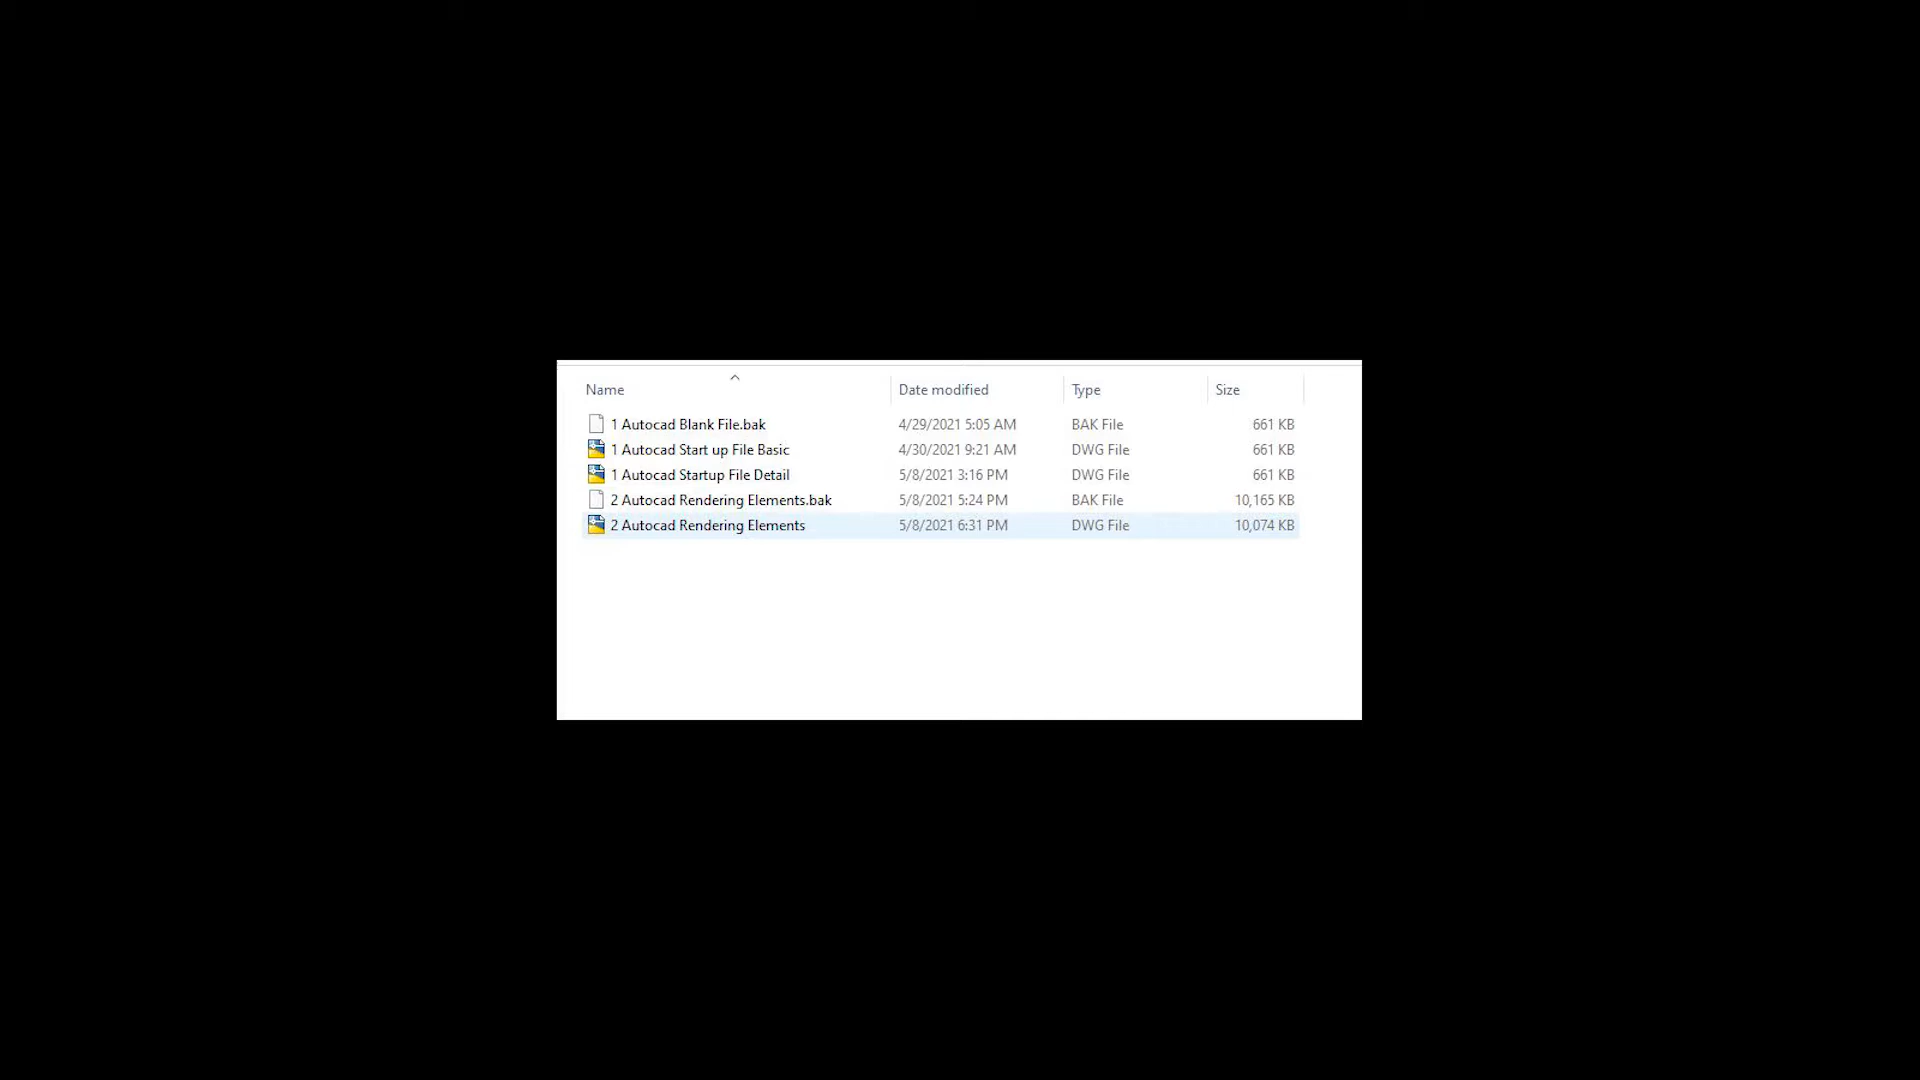 Name Date modified Type Size
1 Autocad Blank File.bak 4/29/2021 5:05 AM BAK File 661 KB
1 Autocad Start up File Basic 4/30/2021 9:21 AM DWG File 661 KB
1 Autocad Startup File Detail 5/8/2021 3:16 PM DWG File 661 KB
2 Autocad Rendering Elements.bak 5/8/2021 5:24 PM BAK File 10,165 KB
2 Autocad Rendering Elements 5/8/2021 6:31 PM DWG File 10,074 KB